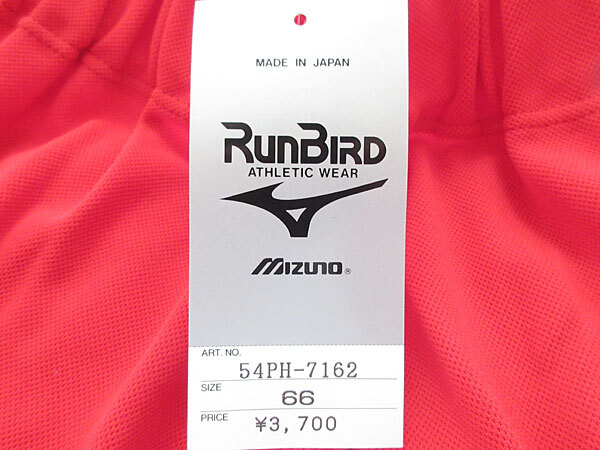 MADE IN JAPAN
RUNBIRD
ATHLETIC WEAR
MIZUNO®
ART. NO.
54PH-7162
SIZE
66
PRICE
¥3,700